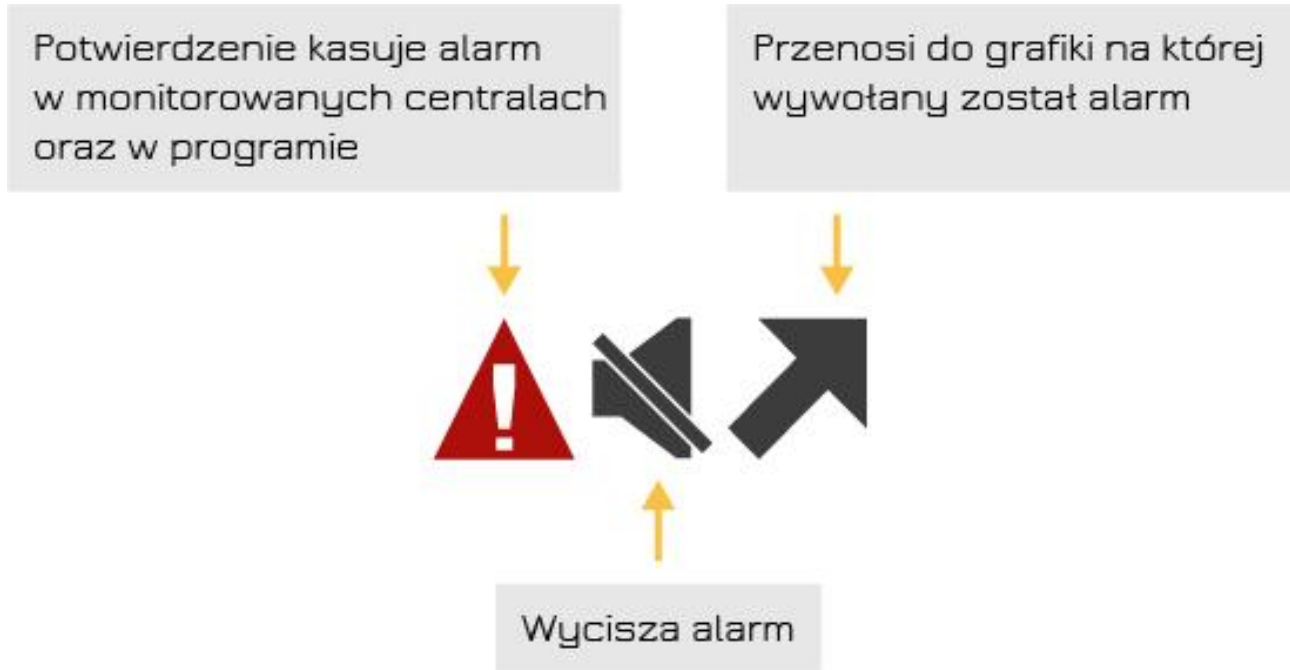 Potwierdzenie kasuje alarm
w monitorowanych centralach
oraz w programie
Przenosi do grafiki na której
wywołany został alarm
!
Wycisza alarm